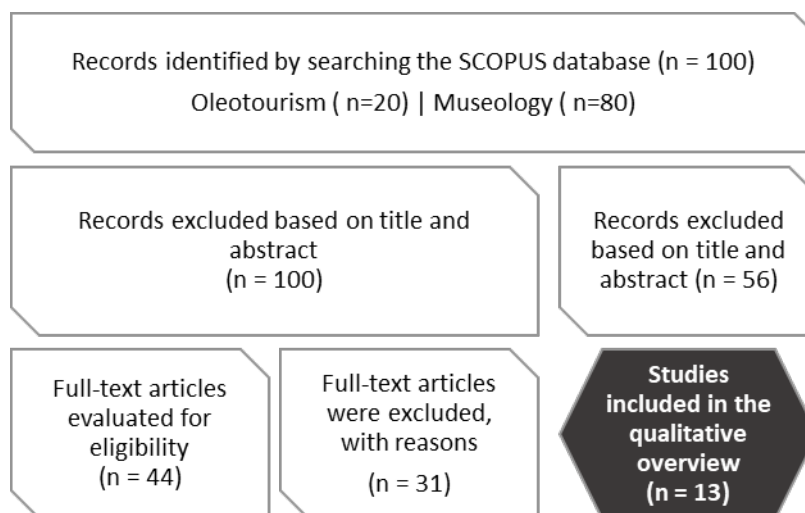 Records identified by searching the SCOPUS database (n = 100)
Oleotourism ( n=20) | Museology ( n=80)
Records excluded based on title and
abstract
(n = 100)
Records excluded
based on title and
abstract (n = 56)
Full-text articles
evaluated for
eligibility
(n = 44)
Full-text articles
were excluded,
with reasons
(n = 31)
Studies
included in the
qualitative
overview
(n = 13)